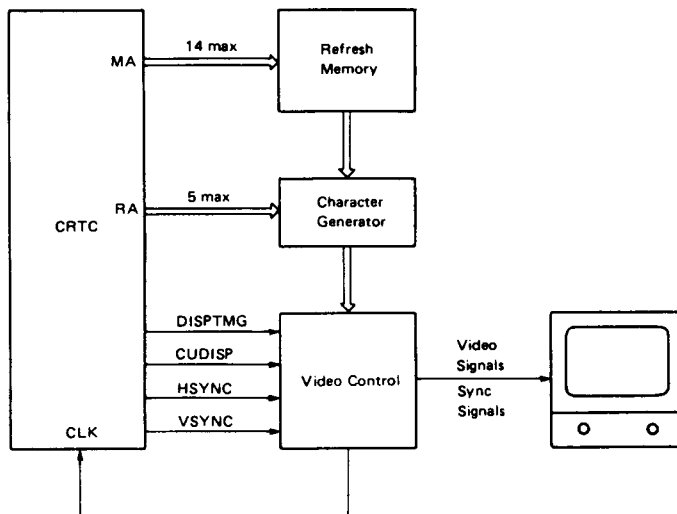 14 max
MA
Refresh
Memory
5 max
RA
Character
Generator
CRTC
DISPTMG
CUDISP
HSYNC
VSYNC
CLK
Video Control
Video
Signals
Sync
Signals